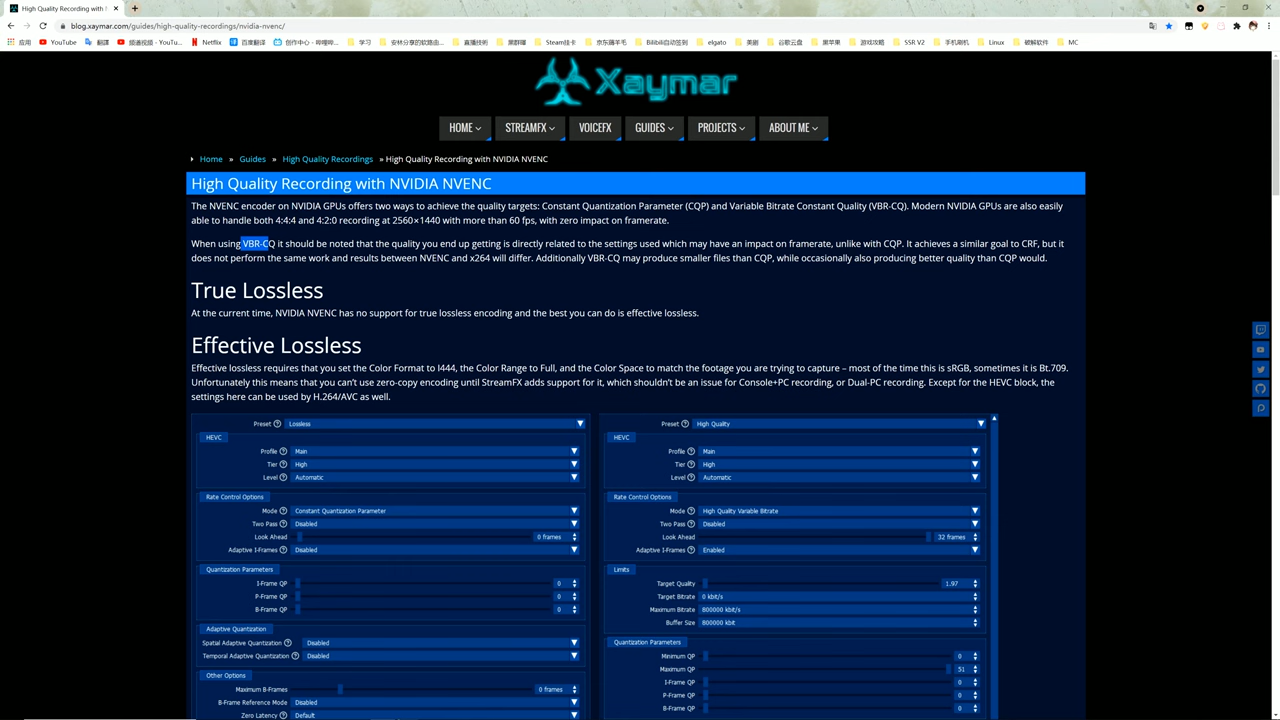 High Quality Recording with NVID
blog.xaymar.com/guides/high-quality-recordings/nvidia-nvenc/
应用 YouTube 翻譯 頻道視頻 - YouTu... Netflix 百度翻译 创作中心 - 哔哩哔... 学习 安林分享的软路由... 直播技術 黑群暉 Steam挂卡 京东薅羊毛 Bilibili自动签到 elgato 美剧 谷歌云盘 黑苹果 游戏攻略 SSR V2 手机刷机 Linux 破解软件 MC
Xaymar
HOME STREAMFX VOICEFX GUIDES PROJECTS ABOUT ME
Home » Guides » High Quality Recordings » High Quality Recording with NVIDIA NVENC
High Quality Recording with NVIDIA NVENC
The NVENC encoder on NVIDIA GPUs offers two ways to achieve the quality targets: Constant Quantization Parameter (CQP) and Variable Bitrate Constant Quality (VBR-CQ). Modern NVIDIA GPUs are also easily
able to handle both 4:4:4 and 4:2:0 recording at 2560×1440 with more than 60 fps, with zero impact on framerate.
When using VBR-CQ it should be noted that the quality you end up getting is directly related to the settings used which may have an impact on framerate, unlike with CQP. It achieves a similar goal to CRF, but it
does not perform the same work and results between NVENC and x264 will differ. Additionally VBR-CQ may produce smaller files than CQP, while occasionally also producing better quality than CQP would.
True Lossless
At the current time, NVIDIA NVENC has no support for true lossless encoding and the best you can do is effective lossless.
Effective Lossless
Effective lossless requires that you set the Color Format to I444, the Color Range to Full, and the Color Space to match the footage you are trying to capture – most of the time this is sRGB, sometimes it is Bt.709.
Unfortunately this means that you can't use zero-copy encoding until StreamFX adds support for it, which shouldn't be an issue for Console+PC recording, or Dual-PC recording. Except for the HEVC block, the
settings here can be used by H.264/AVC as well.
Preset Lossless
HEVC
Profile Main
Tier High
Level Automatic
Rate Control Options
Mode Constant Quantization Parameter
Two Pass Disabled
Look Ahead 0 frames
Adaptive I-Frames Disabled
Quantization Parameters
I-Frame QP 0
P-Frame QP 0
B-Frame QP 0
Adaptive Quantization
Spatial Adaptive Quantization Disabled
Temporal Adaptive Quantization Disabled
Other Options
Maximum B-Frames 0 frames
B-Frame Reference Mode Disabled
Zero Latency Default
Preset High Quality
HEVC
Profile Main
Tier High
Level Automatic
Rate Control Options
Mode High Quality Variable Bitrate
Two Pass Disabled
Look Ahead 32 frames
Adaptive I-Frames Enabled
Limits
Target Quality 1.97
Target Bitrate 0 kbit/s
Maximum Bitrate 800000 kbit/s
Buffer Size 800000 kbit
Quantization Parameters
Minimum QP 0
Maximum QP 51
I-Frame QP 0
P-Frame QP 0
B-Frame QP 0